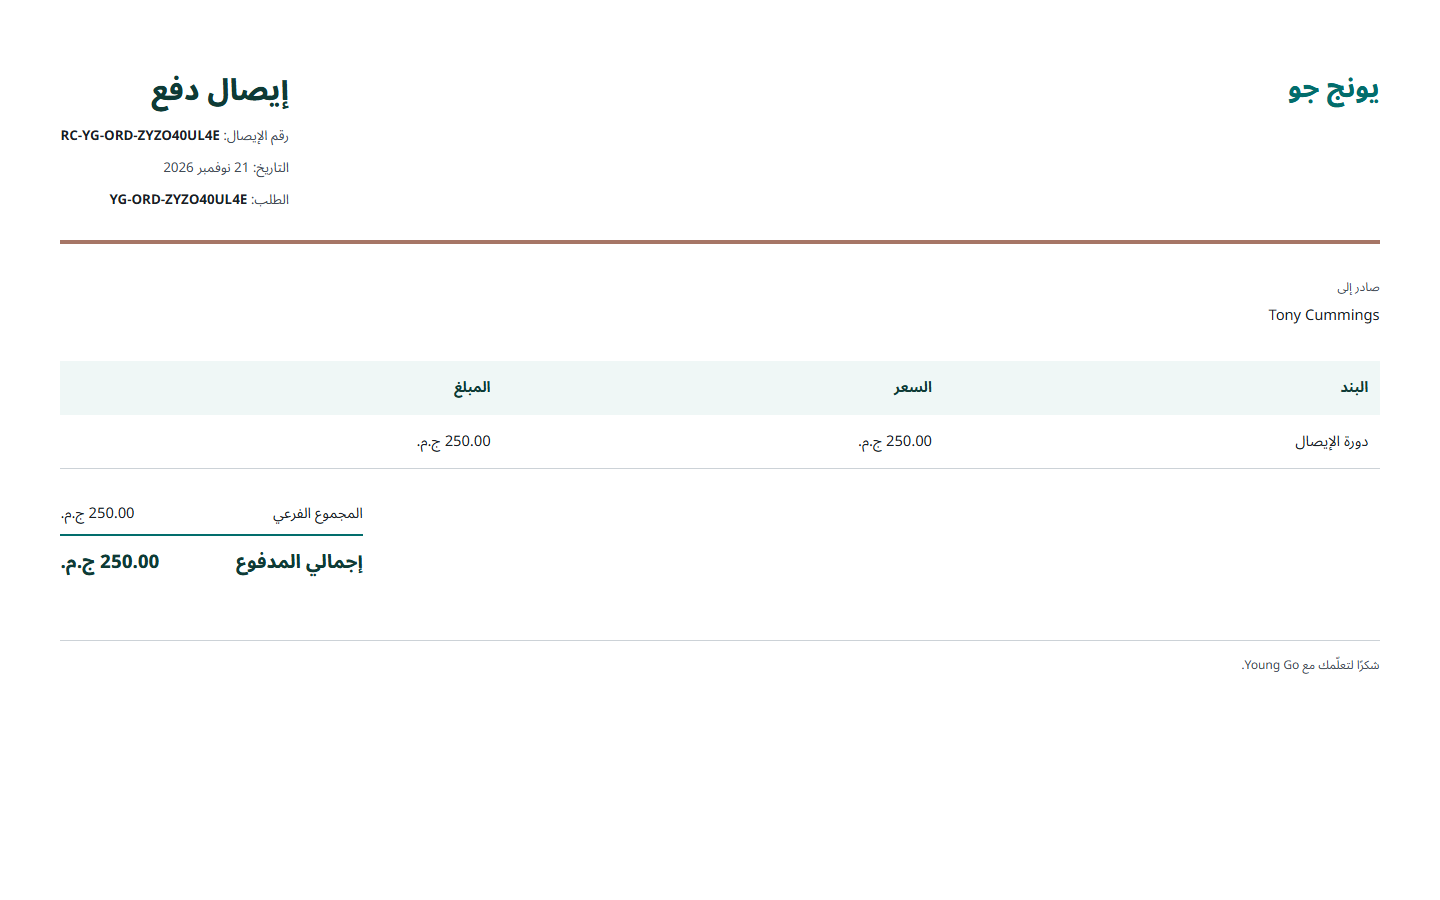 يونج جو
إيصال دفع
رقم الإيصال: RC-YG-ORD-ZYZO40UL4E
التاريخ: 21 نوفمبر 2026
الطلب: YG-ORD-ZYZO40UL4E
صادر إلى
Tony Cummings
البند السعر المبلغ
دورة الإيصال 250.00 ج.م. 250.00 ج.م.
المجموع الفرعي 250.00 ج.م.
إجمالي المدفوع 250.00 ج.م.
شكرًا لتعلّمك مع Young Go.